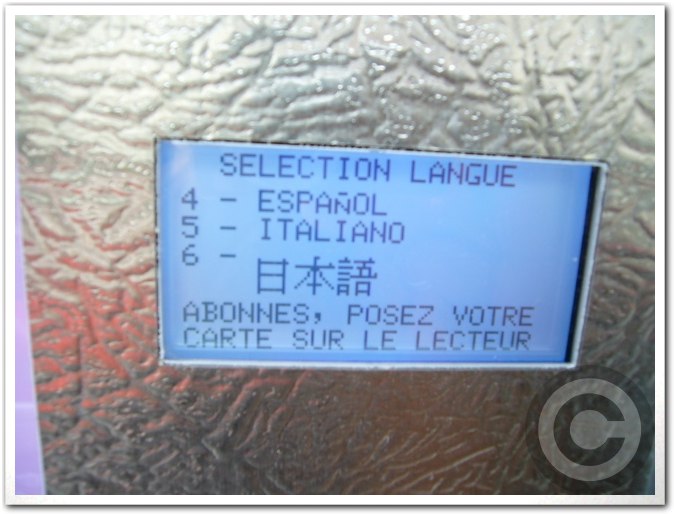 SELECTION LANGUE
4 - ESPAÑOL
5 - ITALIANO
6 - 日本語
ABONNES, POSEZ VOTRE
CARTE SUR LE LECTEUR
©